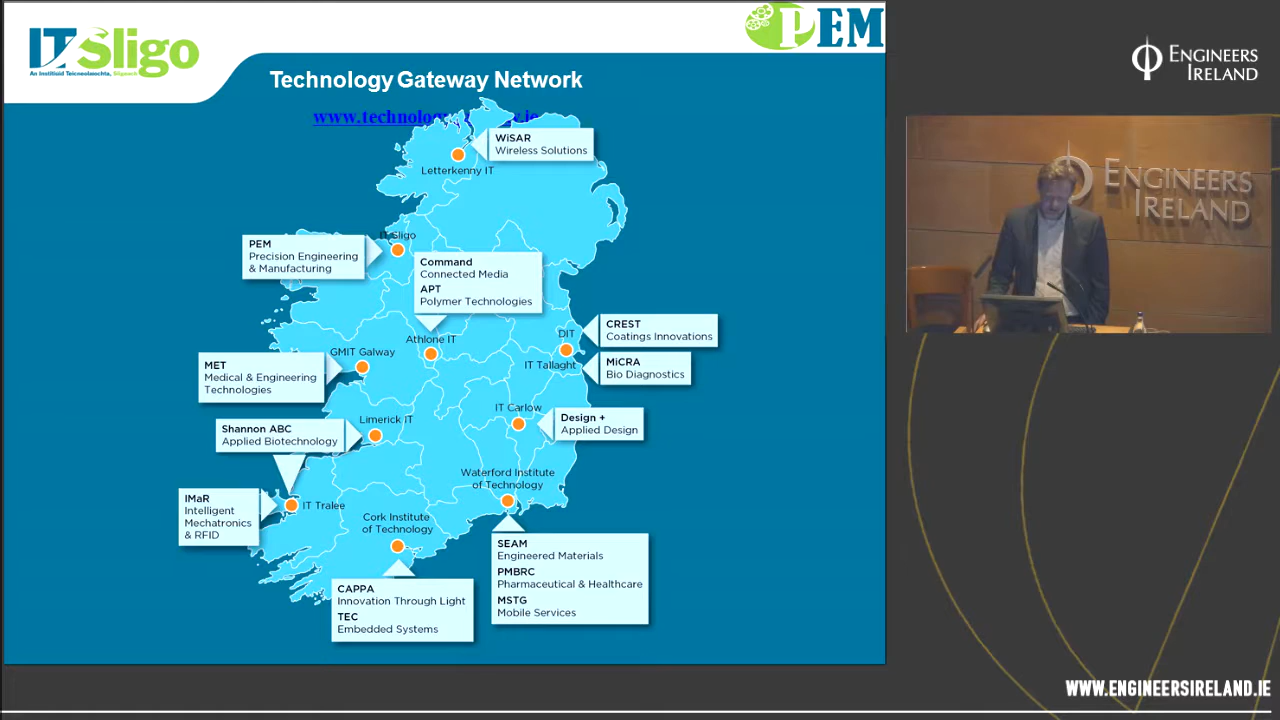 IT Sligo
An Institiúid Teicneolaíochta, Sligeach
PEM
ENGINEERS
IRELAND
Technology Gateway Network
WiSAR
Wireless Solutions
Letterkenny IT
IT Sligo
PEM
Precision Engineering
& Manufacturing
Command
Connected Media
APT
Polymer Technologies
Athlone IT
DIT
CREST
Coatings Innovations
IT Tallaght
MiCRA
Bio Diagnostics
GMIT Galway
MET
Medical & Engineering
Technologies
IT Carlow
Design +
Applied Design
Limerick IT
Shannon ABC
Applied Biotechnology
Waterford Institute
of Technology
IMaR
Intelligent
Mechatronics
& RFID
IT Tralee
Cork Institute
of Technology
SEAM
Engineered Materials
PMBRC
Pharmaceutical & Healthcare
MSTG
Mobile Services
CAPPA
Innovation Through Light
TEC
Embedded Systems
ENGINEERS
IRELAND
WWW.ENGINEERSIRELAND.IE